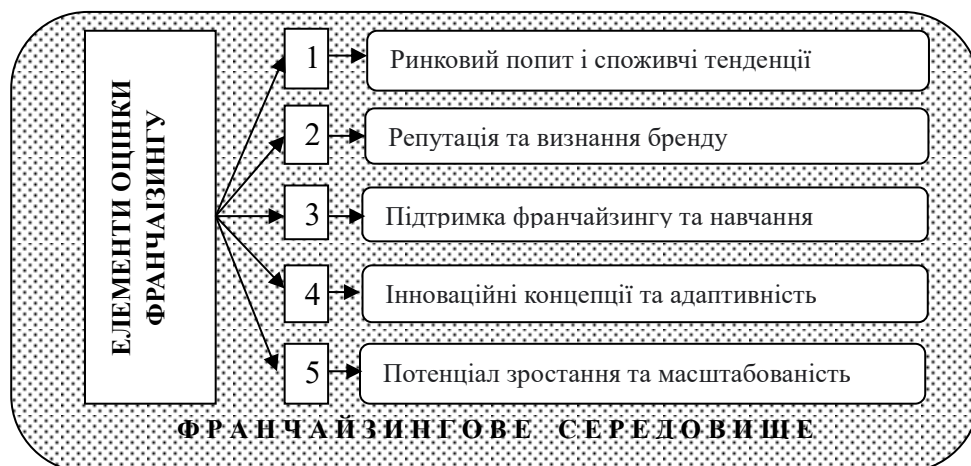 ЕЛЕМЕНТИ ОЦІНКИ
ФРАНЧАІЗИНГУ
1
Ринковий попит і споживчі тенденції
2
Репутація та визнання бренду
3
Підтримка франчайзингу та навчання
4
Інноваційні концепції та адаптивність
5
Потенціал зростання та масштабованість
ФРАНЧАЙЗИНГОВЕ СЕРЕДОВИЩЕ